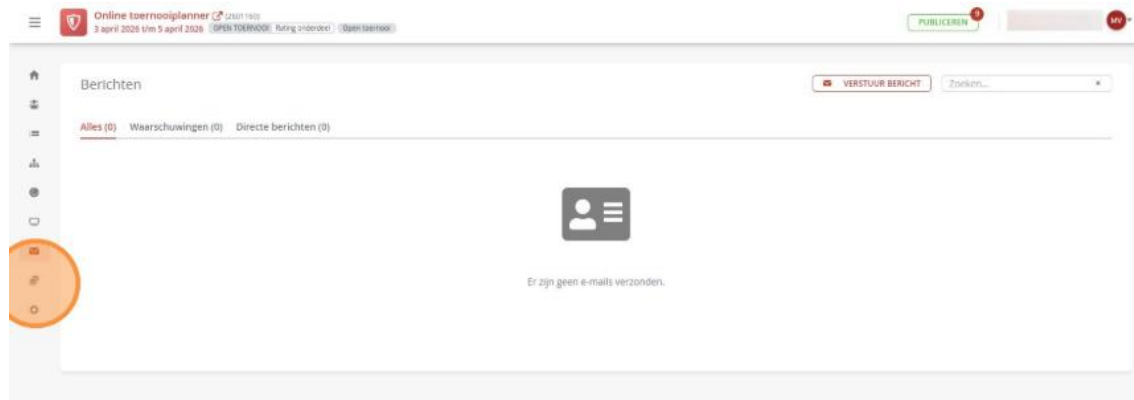 Online toernooiplanner
3 april 2026 t/m 5 april 2026 OPEN TOERNOOI Rating onderdeel Open toernooi
PUBLICEREN 9
MV
Berichten
VERSTUUR BERICHT
Zoeken...
Alles (0) Waarschuwingen (0) Directe berichten (0)
Er zijn geen e-mails verzonden.